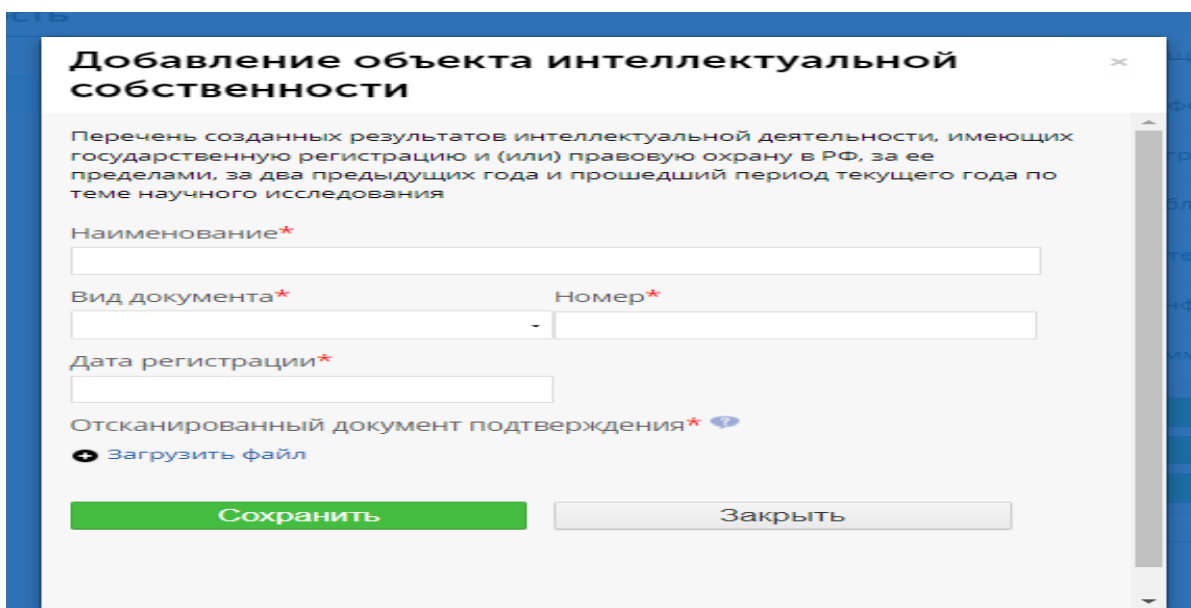 сть
Добавление объекта интеллектуальной
собственности
×
Перечень созданных результатов интеллектуальной деятельности, имеющих
государственную регистрацию и (или) правовую охрану в РФ, за ее
пределами, за два предыдущих года и прошедший период текущего года по
теме научного исследования
Наименование*
Вид документа* Номер*
Дата регистрации*
Отсканированный документ подтверждения* ?
Загрузить файл
Сохранить Закрыть